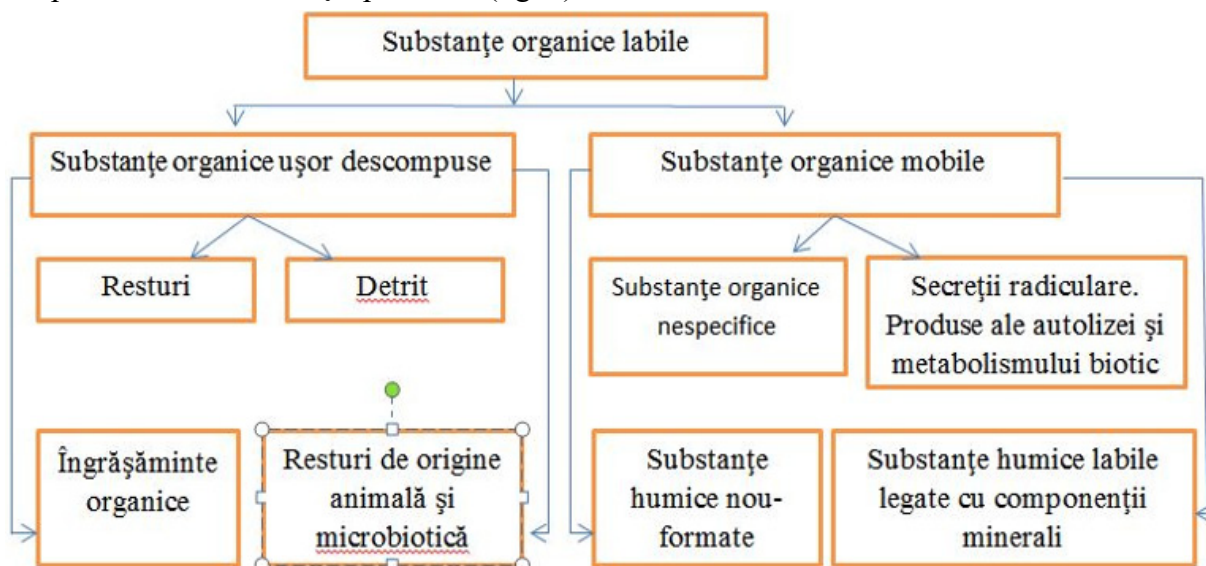 Substanţe organice labile
Substanţe organice uşor descompuse
Substanţe organice mobile
Resturi
Detrit
Substanţe organice
nespecifice
Secreţii radiculare.
Produse ale autolizei şi
metabolismului biotic
Îngrăşăminte
organice
Resturi de origine
animală şi
microbiotică
Substanţe
humice nou-
formate
Substanţe humice labile
legate cu componenţii
minerali